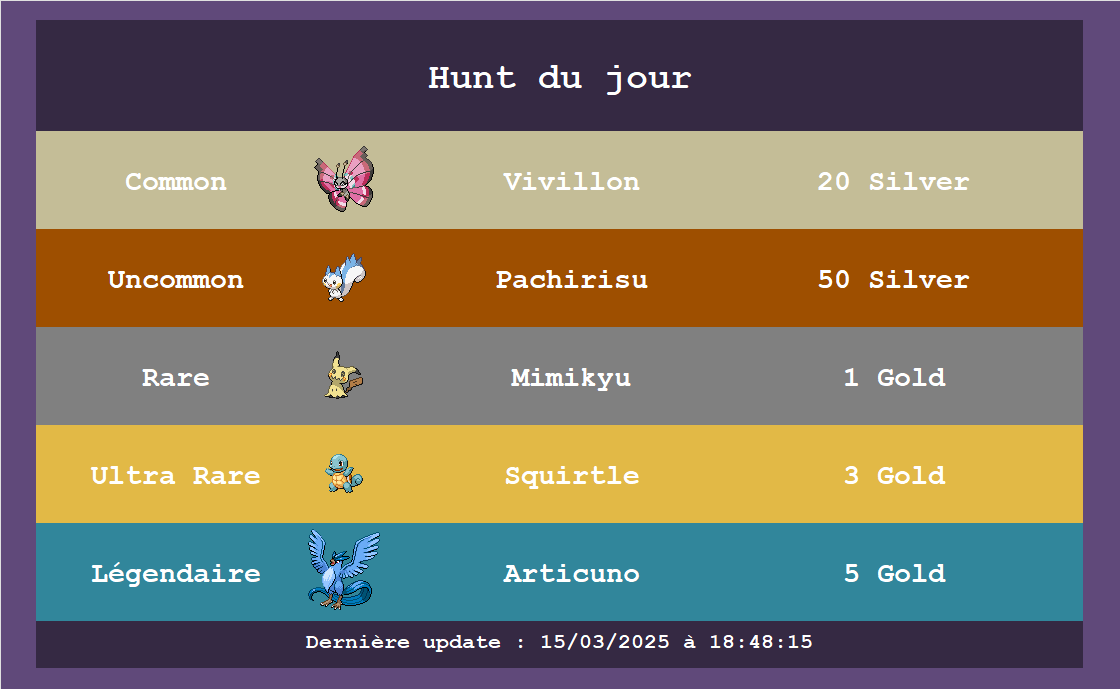 Hunt du jour
Common Vivillon 20 Silver
Uncommon Pachirisu 50 Silver
Rare Mimikyu 1 Gold
Ultra Rare Squirtle 3 Gold
Légendaire Articuno 5 Gold
Dernière update : 15/03/2025 à 18:48:15